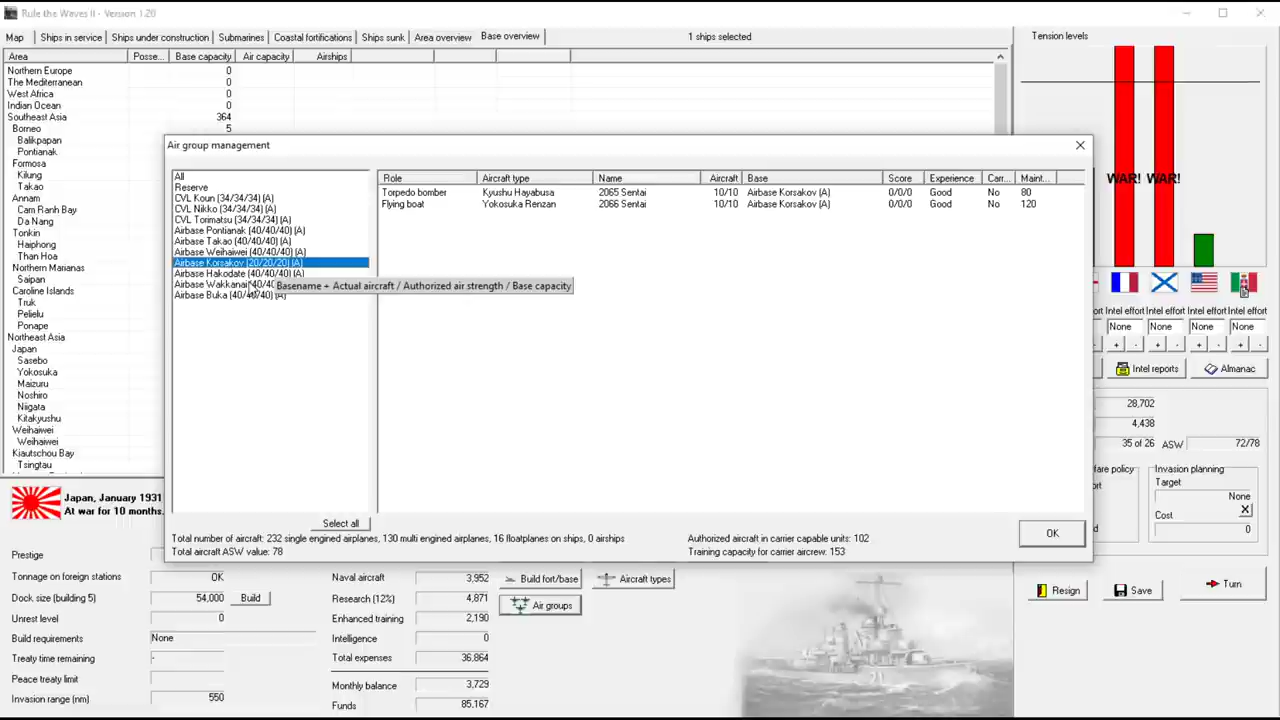 Rule the Waves II - Version 1.20
Map Ships in service Ships under construction Submarines Coastal fortifications Ships sunk Area overview Base overview 1 ships selected
Area Posse... Base capacity Air capacity Airships
Northern Europe 0
The Mediterranean 0
West Africa 0
Indian Ocean 0
Southeast Asia 364
Borneo 5
Balikpapan
Pontianak
Formosa
Kilung
Takao
Annam
Cam Ranh Bay
Da Nang
Tonkin
Haiphong
Than Hoa
Northern Marianas
Saipan
Caroline Islands
Truk
Peleliu
Ponape
Northeast Asia
Japan
Sasebo
Yokosuka
Maizuru
Noshiro
Niigata
Kitakyushu
Weihaiwei
Weihaiwei
Kiautschou Bay
Tsingtau
Air group management
All
Reserve
CVL Koun (34/34/34) (A)
CVL Nikko (34/34/34) (A)
CVL Torimatsu (34/34/34) (A)
Airbase Pontianak (40/40/40) (A)
Airbase Takao (40/40/40) (A)
Airbase Weihaiwei (40/40/40) (A)
Airbase Korsakov (20/20/20) (A)
Airbase Hakodate (40/40/40) (A)
Airbase Wakkanai (40/40/
Airbase Buka (40/40/40) (A)
Basename + Actual aircraft / Authorized air strength / Base capacity
Role Aircraft type Name Aircraft Base Score Experience Carr... Maint...
Torpedo bomber Kyushu Hayabusa 2065 Sentai 10/10 Airbase Korsakov (A) 0/0/0 Good No 80
Flying boat Yokosuka Renzan 2066 Sentai 10/10 Airbase Korsakov (A) 0/0/0 Good No 120
Select all
Total number of aircraft: 232 single engined airplanes, 130 multi engined airplanes, 16 floatplanes on ships, 0 airships
Total aircraft ASW value: 78
Authorized aircraft in carrier capable units: 102
Training capacity for carrier aircrew: 153
OK
Tension levels
WAR! WAR!
ort Intel effort Intel effort Intel effort Intel effort
None None None None
+ - + - + - + -
Intel reports Almanac
28,702
4,438
35 of 26 ASW 72/78
fare policy
ort
Invasion planning
Target
None
Cost X
0
Resign Save Turn
Japan, January 1931
At war for 10 months.
Prestige
Tonnage on foreign stations OK
Dock size (building 5) 54,000 Build
Unrest level 0
Build requirements None
Treaty time remaining -
Peace treaty limit
Invasion range (nm) 550
Naval aircraft 3,952
Research (12%) 4,871
Enhanced training 2,190
Intelligence 0
Total expenses 36,864
Monthly balance 3,729
Funds 85,167
Build fort/base Aircraft types
Air groups